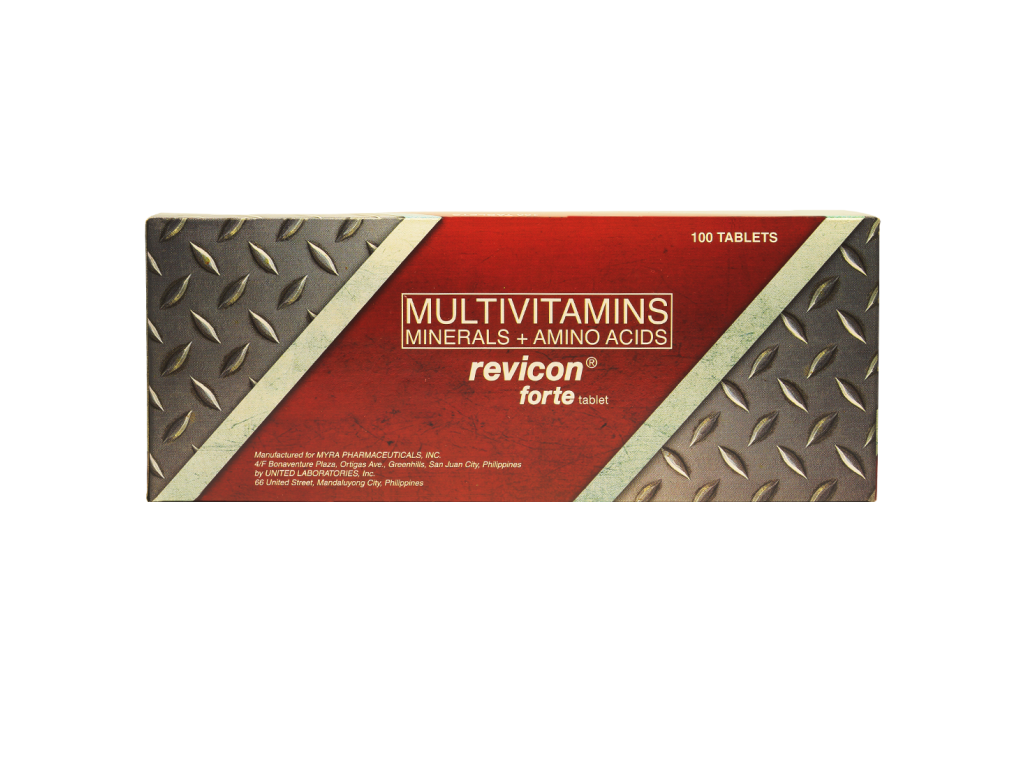 100 TABLETS
MULTIVITAMINS
MINERALS + AMINO ACIDS
revicon®
forte tablet
Manufactured for MYRA PHARMACEUTICALS, INC.
4/F Bonaventure Plaza, Ortigas Ave., Greenhills, San Juan City, Philippines
by UNITED LABORATORIES, Inc.
66 United Street, Mandaluyong City, Philippines